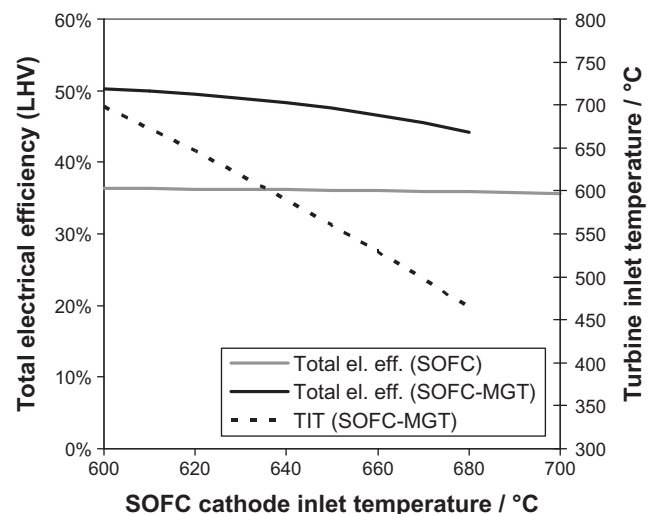 Total electrical efficiency (LHV)
60%
50%
40%
30%
20%
10%
0%
800
750
700
650
600
550
500
450
400
350
300
Turbine inlet temperature / °C
Total el. eff. (SOFC)
Total el. eff. (SOFC-MGT)
TIT (SOFC-MGT)
600 620 640 660 680 700
SOFC cathode inlet temperature / °C